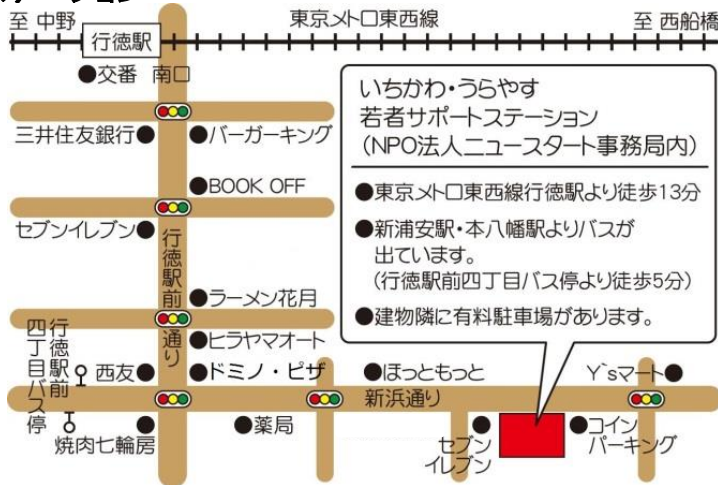 ステーション
至 中野
東京メトロ東西線
至 西船橋
行徳駅
●交番 南口
三井住友銀行●
●バーガーキング
●BOOK OFF
セブンイレブン●
行徳駅前通り
●ラーメン花月
●ヒラヤマオート
行徳駅前
四丁目バス停
西友●
●ドミノ・ピザ
●ほっともっと
Y`sマート●
新浜通り
焼肉七輪房
●薬局
セブン
イレブン
●コイン
パーキング
いちかわ・うらやす
若者サポートステーション
(NPO法人ニュースタート事務局内)
●東京メトロ東西線行徳駅より徒歩13分
●新浦安駅・本八幡駅よりバスが
出ています。
(行徳駅前四丁目バス停より徒歩5分)
●建物隣に有料駐車場があります。